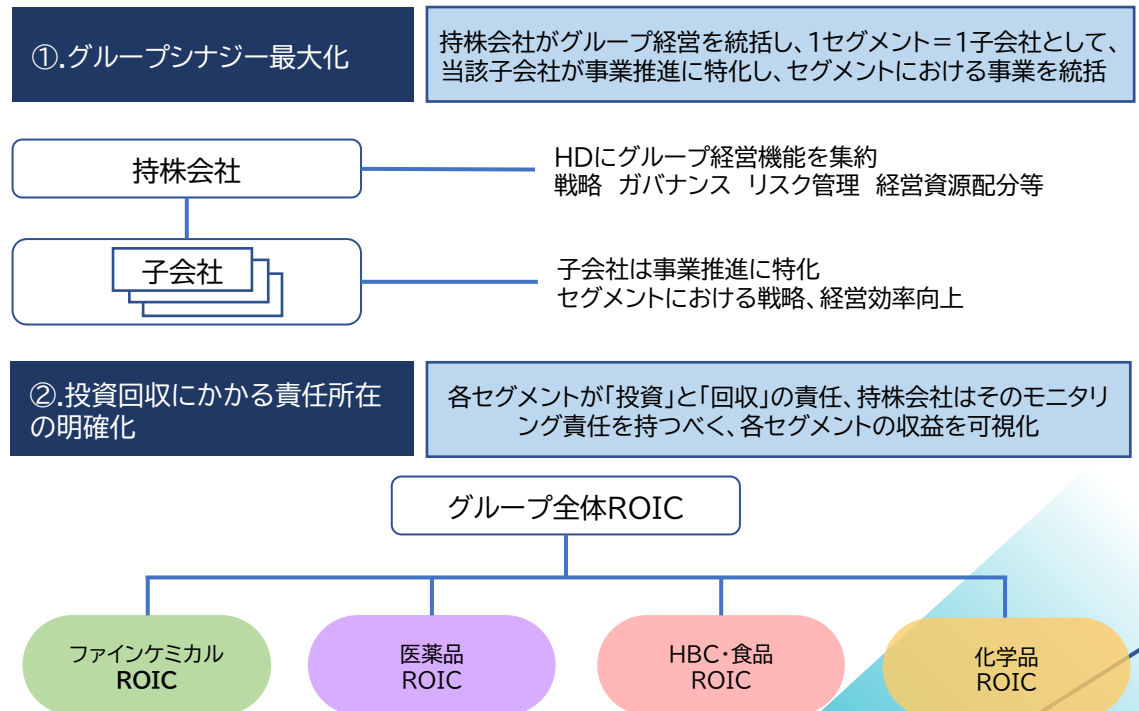 ①.グループシナジー最大化
持株会社がグループ経営を統括し、1セグメント＝1子会社として、
当該子会社が事業推進に特化し、セグメントにおける事業を統括
持株会社
HDにグループ経営機能を集約
戦略　ガバナンス　リスク管理　経営資源配分等
子会社
子会社は事業推進に特化
セグメントにおける戦略、経営効率向上
②.投資回収にかかる責任所在
の明確化
各セグメントが「投資」と「回収」の責任、持株会社はそのモニタリ
ング責任を持つべく、各セグメントの収益を可視化
グループ全体ROIC
ファインケミカル
ROIC
医薬品
ROIC
HBC・食品
ROIC
化学品
ROIC